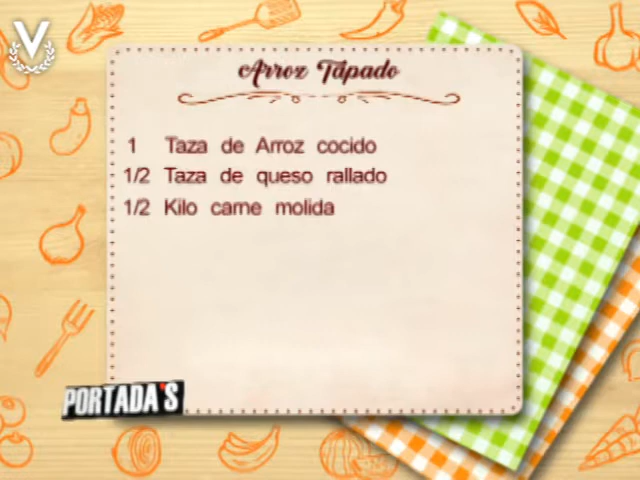 V
Arroz Tapado
1 Taza de Arroz cocido
1/2 Taza de queso rallado
1/2 Kilo carne molida
PORTADA'S